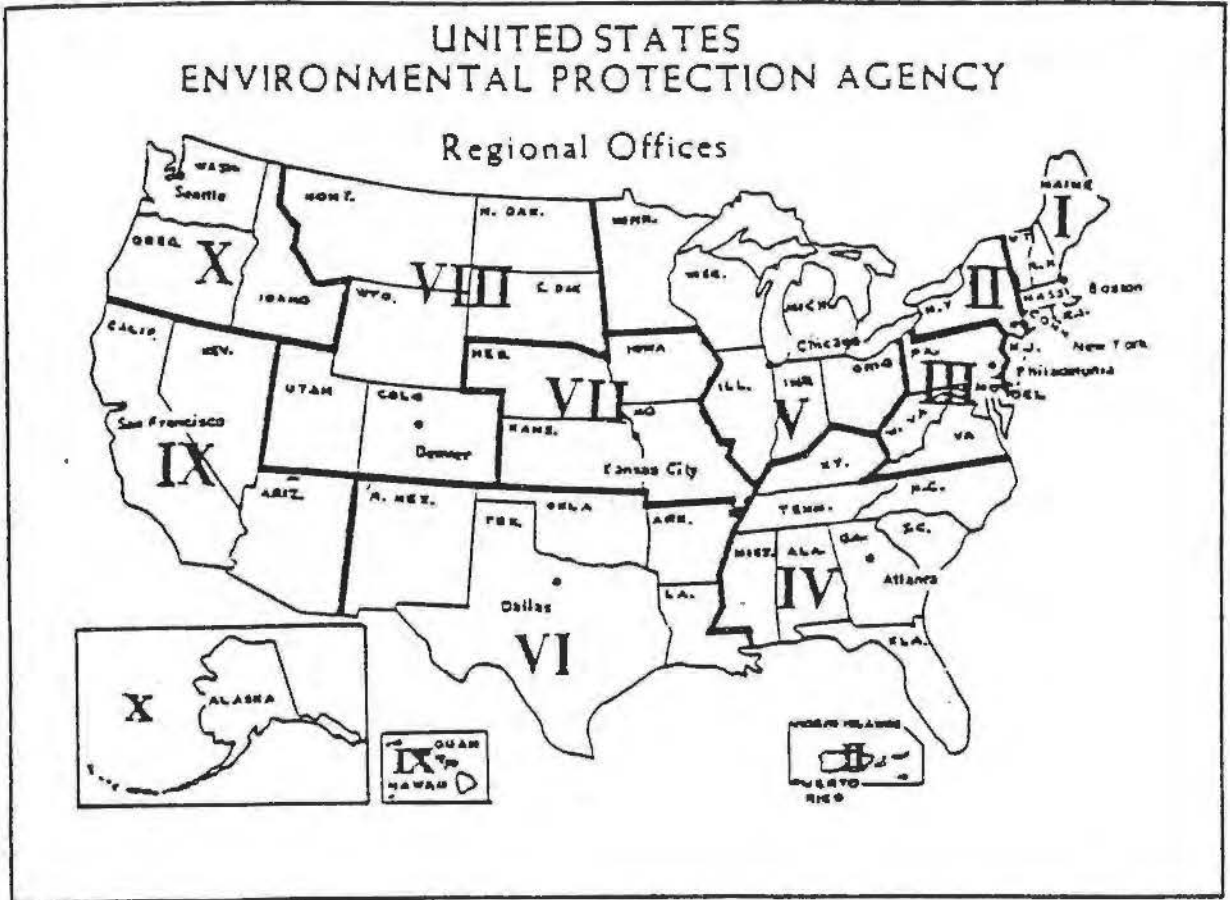 UNITED STATES
ENVIRONMENTAL PROTECTION AGENCY
Regional Offices
WASH.
Seattle
OREG.
X
IDAHO
MONT.
N. DAK.
S. DAK
VIII
WYO.
MINN.
WIS.
MICH
MAINE
I
VT.
N.H.
MASS
Boston
II
N.Y
New York
CALIF.
NEV.
San Francisco
IX
UTAH
COLO
Denver
NEB.
VII
KANS.
IOWA
MO
Kansas City
Chicago
ILL.
IND
V
OHIO
PA.
III
N.J.
Philadelphia
DEL.
W. V
VA
KY.
ARIZ.
N. MEX.
TEX.
OKLA
ARK.
LA.
Dallas
VI
TENN.
N.C.
S.C.
MISS.
ALA.
GA.
Atlanta
IV
FLA.
X
ALASKA
IX
GUAM
HAWAII
II
PUERTO
RICO